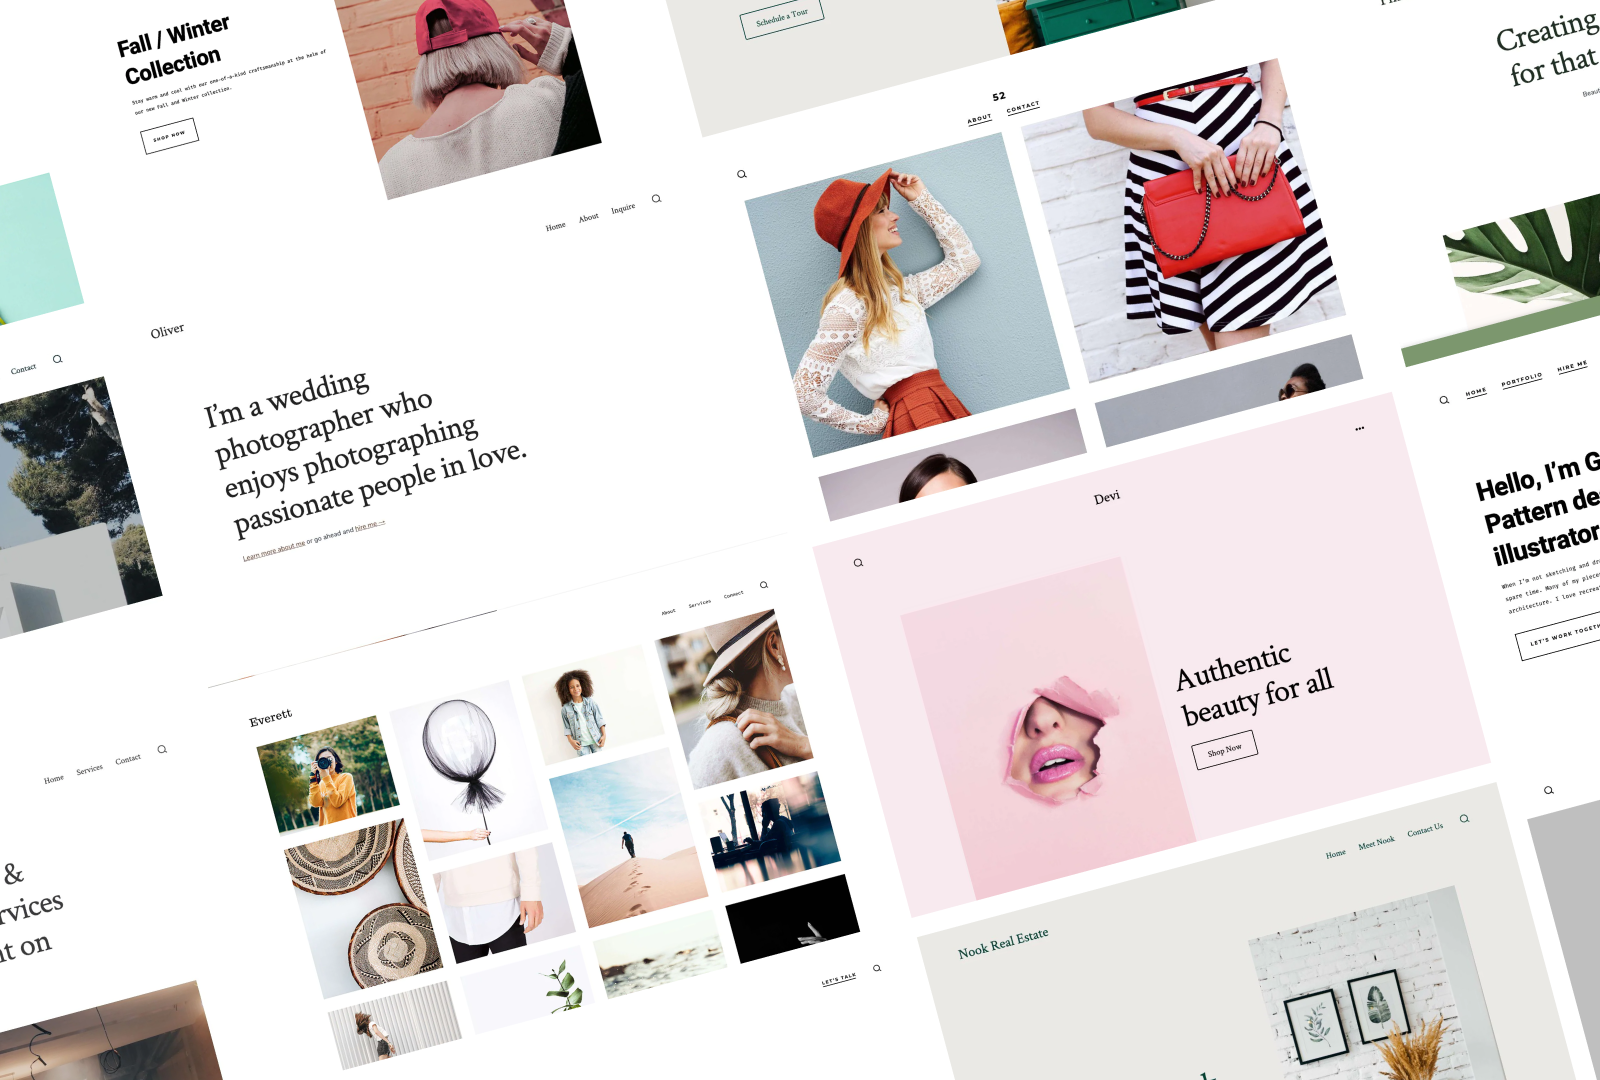 Fall / Winter
Collection
Stay warm and cool with our one-of-a-kind craftsmanship at the helm of
our new Fall and Winter collection.
SHOP NOW
Schedule a Tour
52
ABOUT CONTACT
Creating
for that
Home About Inquire
Oliver
I'm a wedding
photographer who
enjoys photographing
passionate people in love.
Learn more about me or go ahead and hire me →
Contact
HOME PORTFOLIO HIRE ME
Hello, I'm G
Pattern de
illustrator
When I'm not sketching and
spare time. Many of my
architecture. I love
LET'S WORK
Devi
Authentic
beauty for all
Shop Now
About Services Connect
Everett
LET'S TALK
Home Services Contact
&
rvices
t on
Home Meet Nook Contact Us
Nook Real Estate